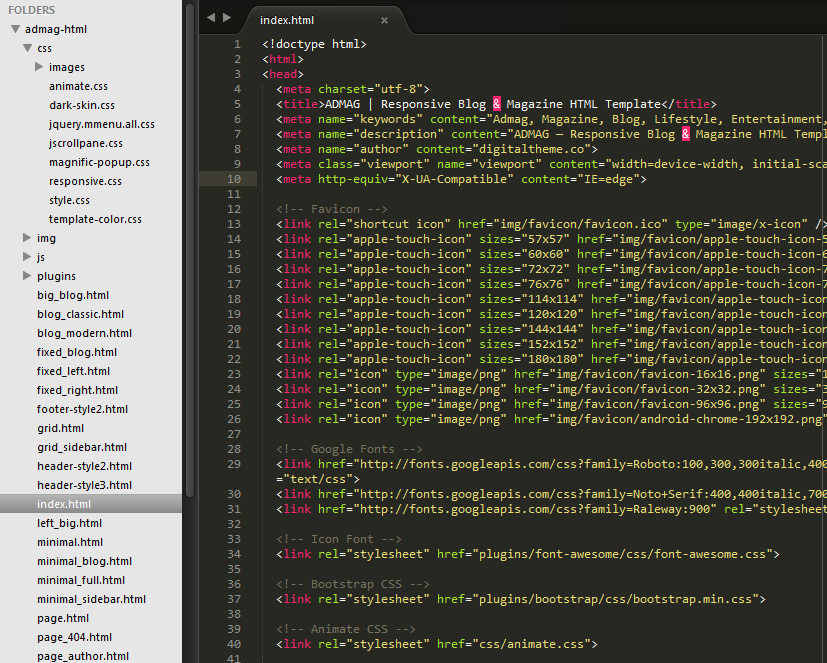 FOLDERS
admag-html
css
images
animate.css
dark-skin.css
jquery.mmenu.all.css
jscrollpane.css
magnific-popup.css
responsive.css
style.css
template-color.css
img
js
plugins
big_blog.html
blog_classic.html
blog_modern.html
fixed_blog.html
fixed_left.html
fixed_right.html
footer-style2.html
grid.html
grid_sidebar.html
header-style2.html
header-style3.html
index.html
left_big.html
minimal.html
minimal_blog.html
minimal_full.html
minimal_sidebar.html
page.html
page_404.html
page_author.html
index.html ×
1 <!doctype html>
2 <html>
3 <head>
4 <meta charset="utf-8">
5 <title>ADMAG | Responsive Blog & Magazine HTML Template</title>
6 <meta name="keywords" content="Admag, Magazine, Blog, Lifestyle, Entertainment,
7 <meta name="description" content="ADMAG – Responsive Blog & Magazine HTML Templ
8 <meta name="author" content="digitaltheme.co">
9 <meta class="viewport" name="viewport" content="width=device-width, initial-sca
10 <meta http-equiv="X-UA-Compatible" content="IE=edge">
11
12 <!-- Favicon -->
13 <link rel="shortcut icon" href="img/favicon/favicon.ico" type="image/x-icon" />
14 <link rel="apple-touch-icon" sizes="57x57" href="img/favicon/apple-touch-icon-5
15 <link rel="apple-touch-icon" sizes="60x60" href="img/favicon/apple-touch-icon-6
16 <link rel="apple-touch-icon" sizes="72x72" href="img/favicon/apple-touch-icon-7
17 <link rel="apple-touch-icon" sizes="76x76" href="img/favicon/apple-touch-icon-7
18 <link rel="apple-touch-icon" sizes="114x114" href="img/favicon/apple-touch-icon
19 <link rel="apple-touch-icon" sizes="120x120" href="img/favicon/apple-touch-icon
20 <link rel="apple-touch-icon" sizes="144x144" href="img/favicon/apple-touch-icon
21 <link rel="apple-touch-icon" sizes="152x152" href="img/favicon/apple-touch-icon
22 <link rel="apple-touch-icon" sizes="180x180" href="img/favicon/apple-touch-icon
23 <link rel="icon" type="image/png" href="img/favicon/favicon-16x16.png" sizes="1
24 <link rel="icon" type="image/png" href="img/favicon/favicon-32x32.png" sizes="3
25 <link rel="icon" type="image/png" href="img/favicon/favicon-96x96.png" sizes="9
26 <link rel="icon" type="image/png" href="img/favicon/android-chrome-192x192.png"
27
28 <!-- Google Fonts -->
29 <link href="http://fonts.googleapis.com/css?family=Roboto:100,300,300italic,400
="text/css">
30 <link href="http://fonts.googleapis.com/css?family=Noto+Serif:400,400italic,700
31 <link href="http://fonts.googleapis.com/css?family=Raleway:900" rel="stylesheet
32
33 <!-- Icon Font -->
34 <link rel="stylesheet" href="plugins/font-awesome/css/font-awesome.css">
35
36 <!-- Bootstrap CSS -->
37 <link rel="stylesheet" href="plugins/bootstrap/css/bootstrap.min.css">
38
39 <!-- Animate CSS -->
40 <link rel="stylesheet" href="css/animate.css">
41